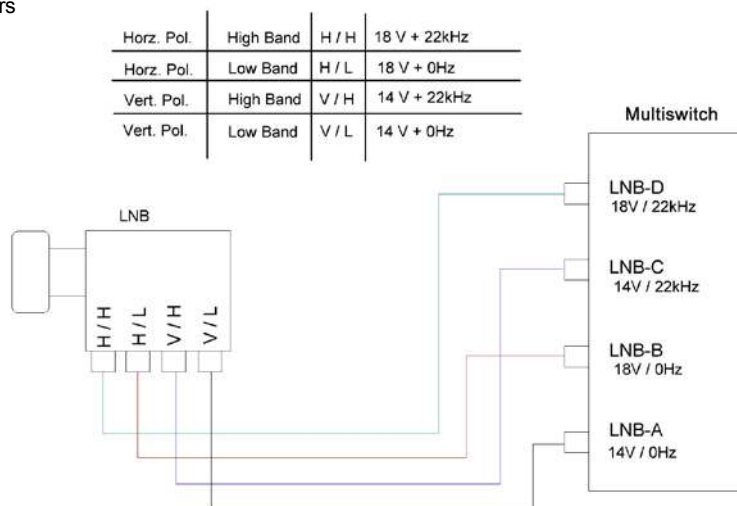 rs
Horz. Pol. High Band H / H 18 V + 22kHz
Horz. Pol. Low Band H / L 18 V + 0Hz
Vert. Pol. High Band V / H 14 V + 22kHz
Vert. Pol. Low Band V / L 14 V + 0Hz
Multiswitch
LNB-D
18V / 22kHz
LNB-C
14V / 22kHz
LNB-B
18V / 0Hz
LNB-A
14V / 0Hz
LNB
H / H
H / L
V / H
V / L